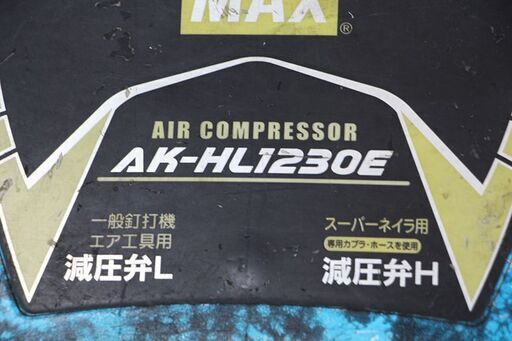 MAX®
AIR COMPRESSOR
AK-HL1230E
一般釘打機
エア工具用
減圧弁L
スーパーネイラ用
専用カプラ・ホースを使用
減圧弁H